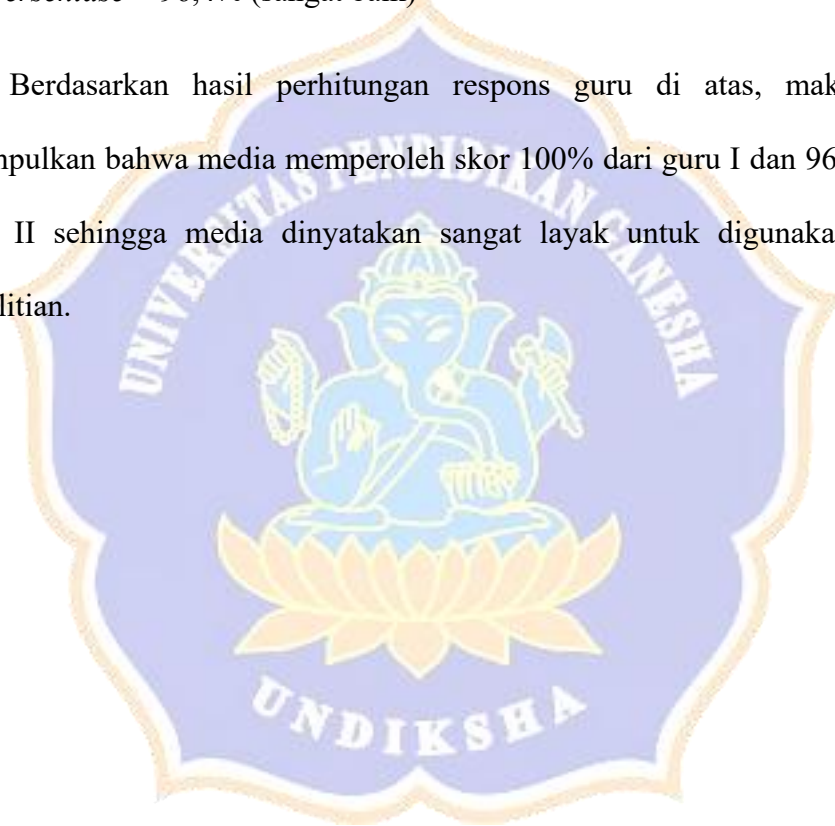 Berdasarkan hasil perhitungan respons guru di atas, mak
npulkan bahwa media memperoleh skor 100% dari guru I dan 96
II sehingga media dinyatakan sangat layak untuk digunaka
litian.
UNIVERSITAS PENDIDIKAN GANESHA
UNDIKSHA